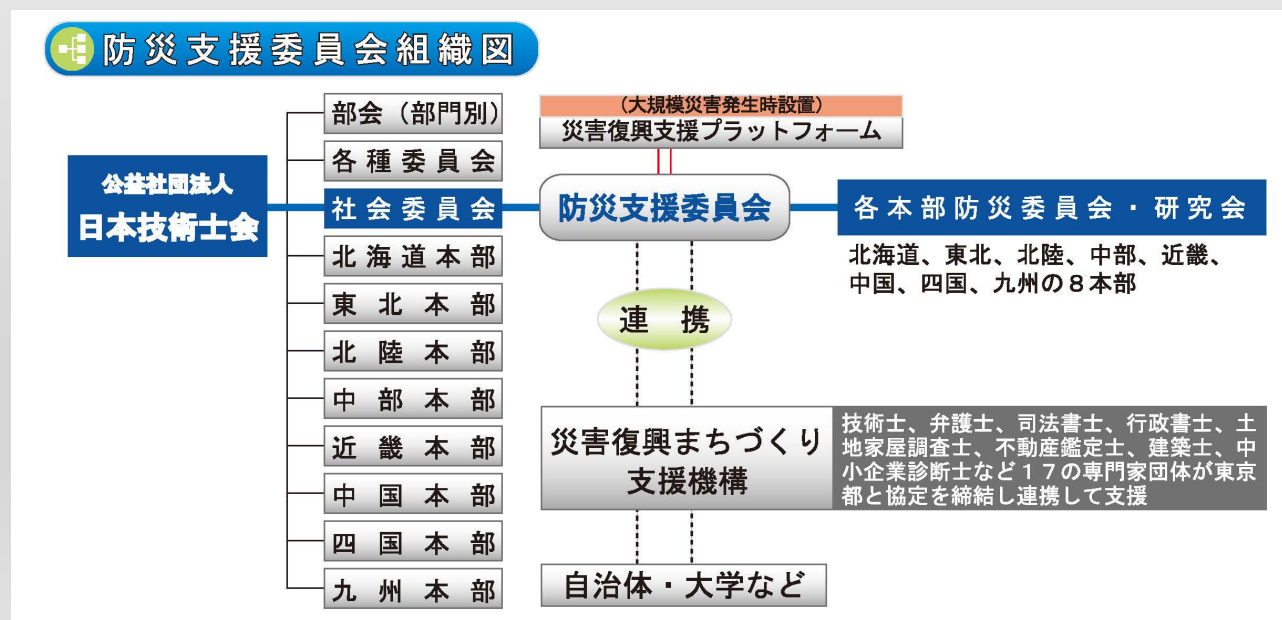 防災支援委員会組織図
公益社団法人
日本技術士会
部会（部門別）
各種委員会
社会委員会
北海道本部
東北本部
北陸本部
中部本部
近畿本部
中国本部
四国本部
九州本部
（大規模災害発生時設置）
災害復興支援プラットフォーム
防災支援委員会
連携
災害復興まちづくり
支援機構
自治体・大学など
各本部防災委員会・研究会
北海道、東北、北陸、中部、近畿、
中国、四国、九州の８本部
技術士、弁護士、司法書士、行政書士、土
地家屋調査士、不動産鑑定士、建築士、中
小企業診断士など１７の専門家団体が東京
都と協定を締結し連携して支援